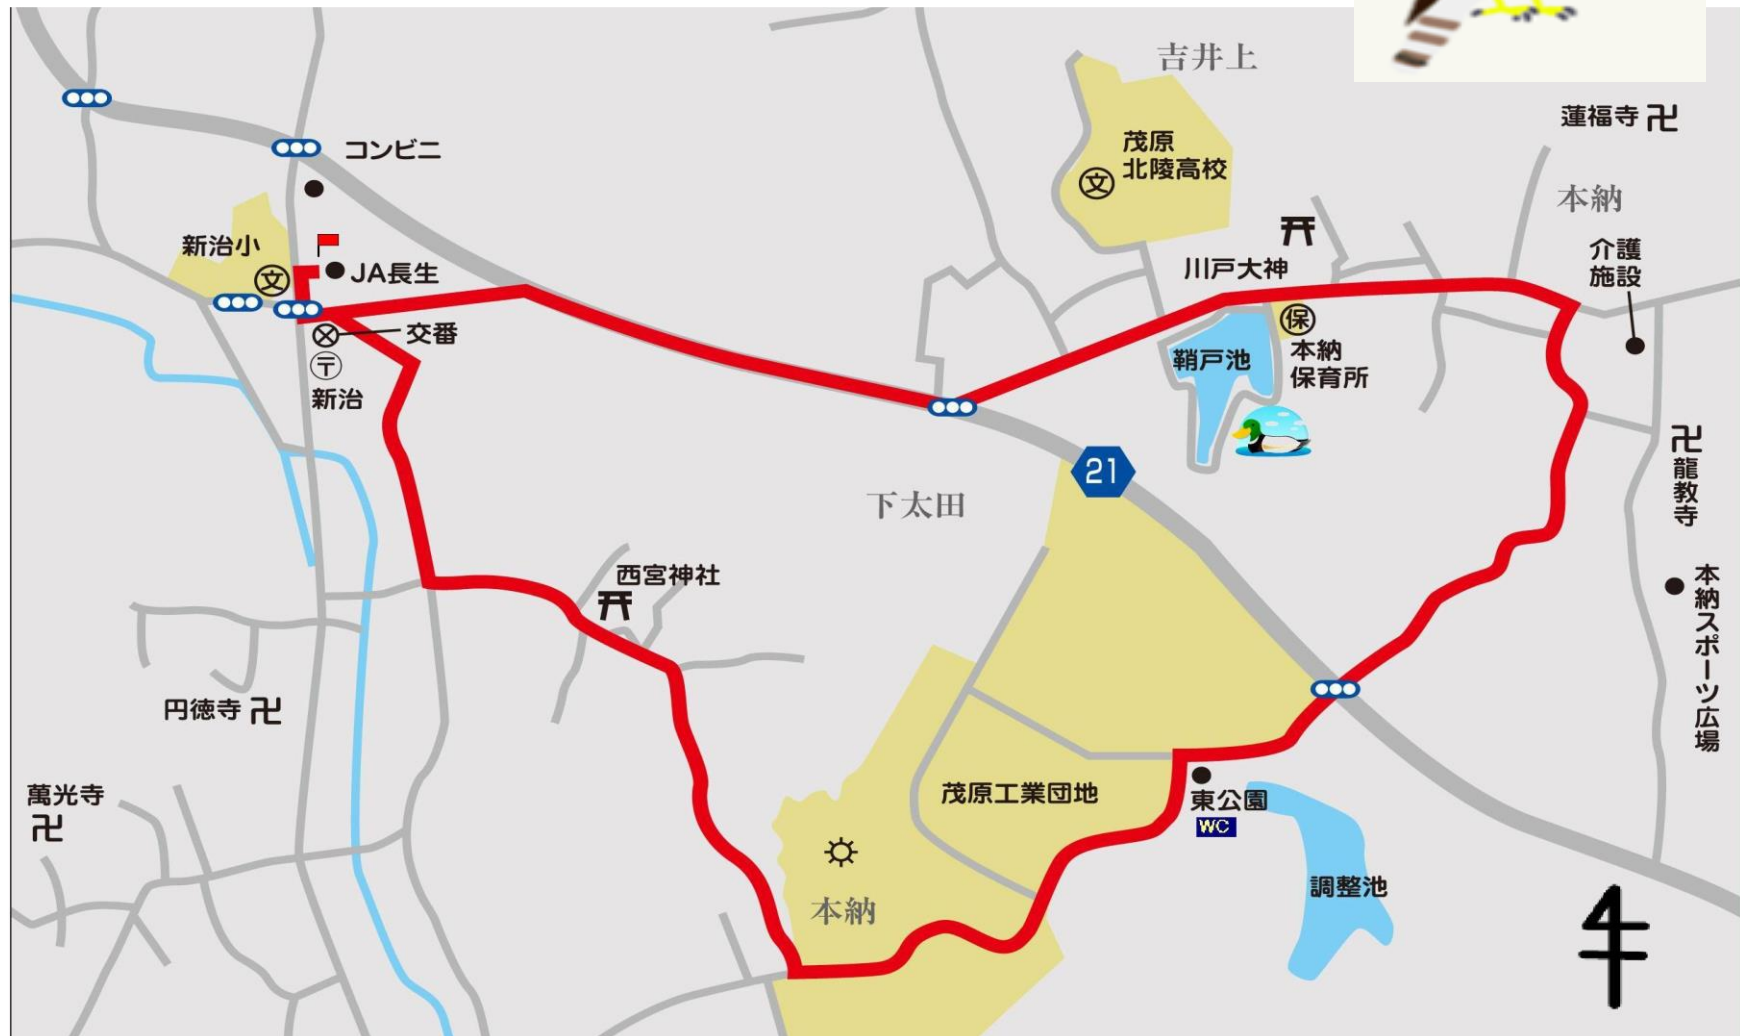 吉井上
蓮福寺
コンビニ
茂原
北陵高校
本納
新治小
文
JA長生
文
川戸大神
介護
施設
交番
〒
新治
保
本納
保育所
鞘戸池
21
下太田
龍教寺
西宮神社
本納スポーツ広場
円徳寺
萬光寺
茂原工業団地
東公園
WC
本納
調整池